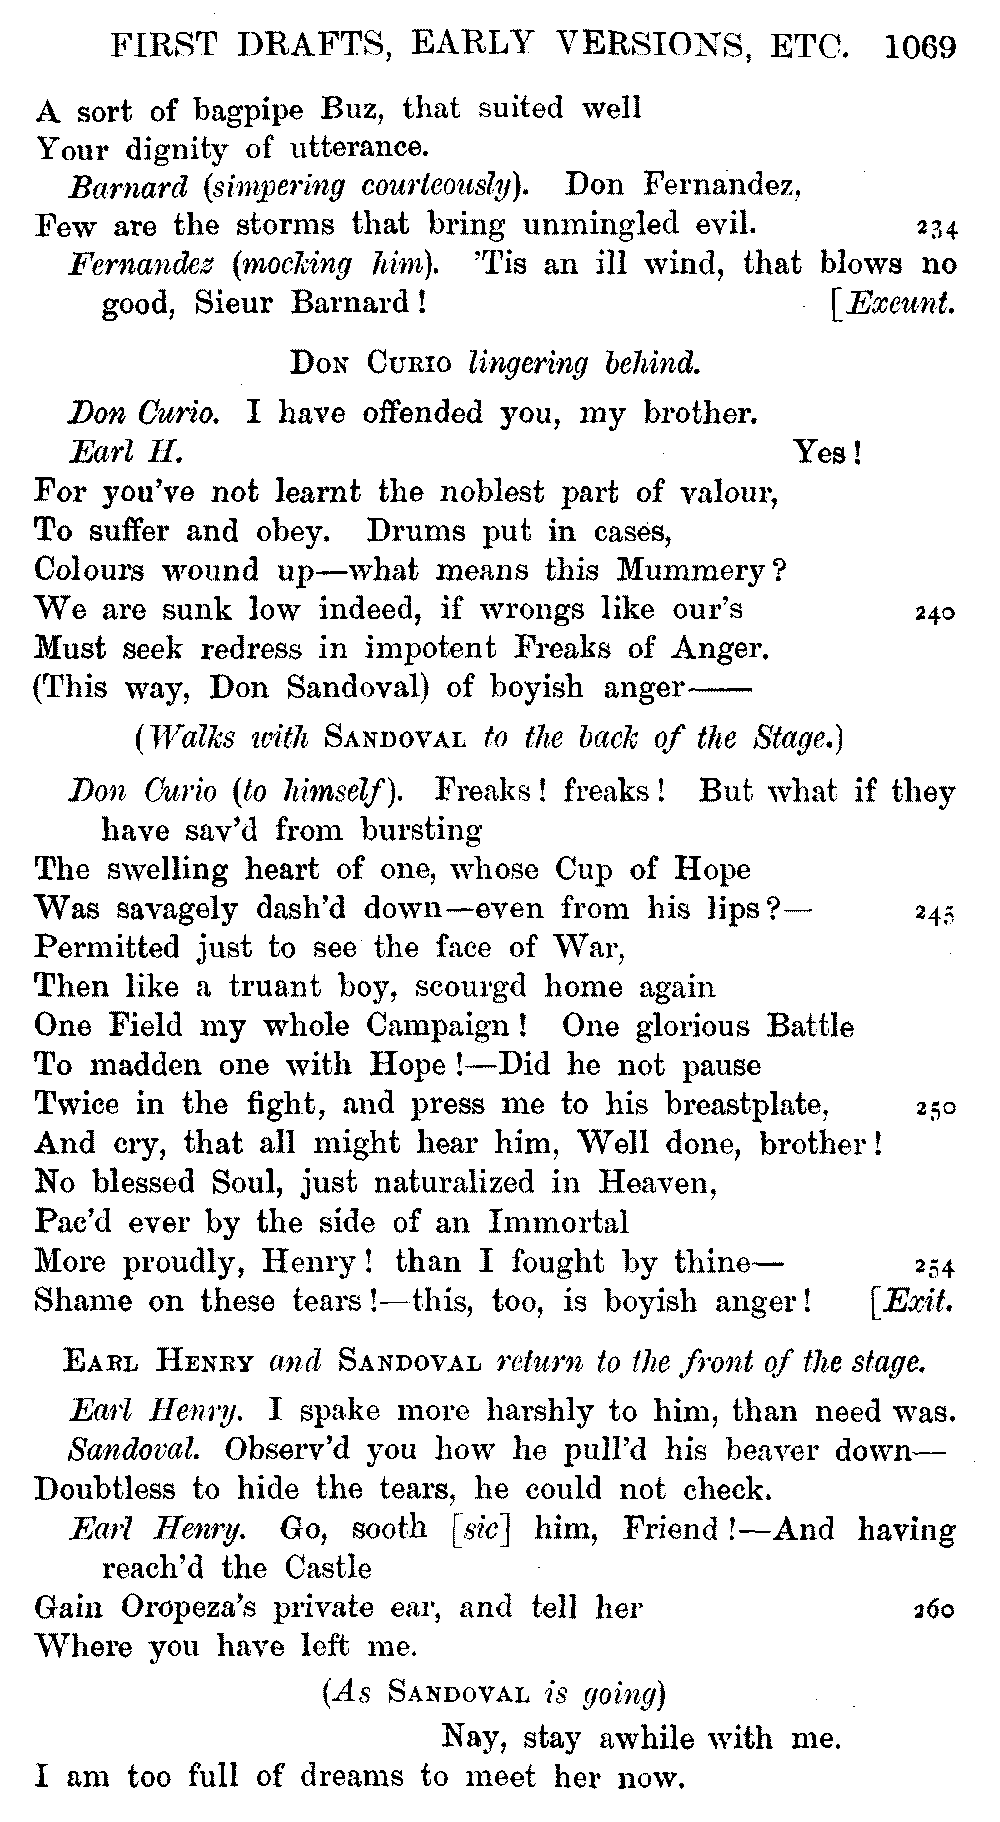 FIRST DRAFTS, EARLY VERSIONS, ETC. 1069
A sort of bagpipe Buz, that suited well
Your dignity of utterance.
Barnard (simpering courteously). Don Fernandez,
Few are the storms that bring unmingled evil. 234
Fernandez (mocking him). 'Tis an ill wind, that blows no
good, Sieur Barnard! [Exeunt.
DON CURIO lingering behind.
Don Curio. I have offended you, my brother.
Earl H. Yes!
For you've not learnt the noblest part of valour,
To suffer and obey. Drums put in cases,
Colours wound up—what means this Mummery?
We are sunk low indeed, if wrongs like our's 240
Must seek redress in impotent Freaks of Anger.
(This way, Don Sandoval) of boyish anger——
(Walks with SANDOVAL to the back of the Stage.)
Don Curio (to himself). Freaks! freaks! But what if they
have sav'd from bursting
The swelling heart of one, whose Cup of Hope
Was savagely dash'd down—even from his lips?— 245
Permitted just to see the face of War,
Then like a truant boy, scourgd home again
One Field my whole Campaign! One glorious Battle
To madden one with Hope!—Did he not pause
Twice in the fight, and press me to his breastplate, 250
And cry, that all might hear him, Well done, brother!
No blessed Soul, just naturalized in Heaven,
Pac'd ever by the side of an Immortal
More proudly, Henry! than I fought by thine— 254
Shame on these tears!—this, too, is boyish anger! [Exit.
EARL HENRY and SANDOVAL return to the front of the stage.
Earl Henry. I spake more harshly to him, than need was.
Sandoval. Observ'd you how he pull'd his beaver down—
Doubtless to hide the tears, he could not check.
Earl Henry. Go, sooth [sic] him, Friend!—And having
reach'd the Castle
Gain Oropeza's private ear, and tell her 260
Where you have left me.
(As SANDOVAL is going)
Nay, stay awhile with me.
I am too full of dreams to meet her now.